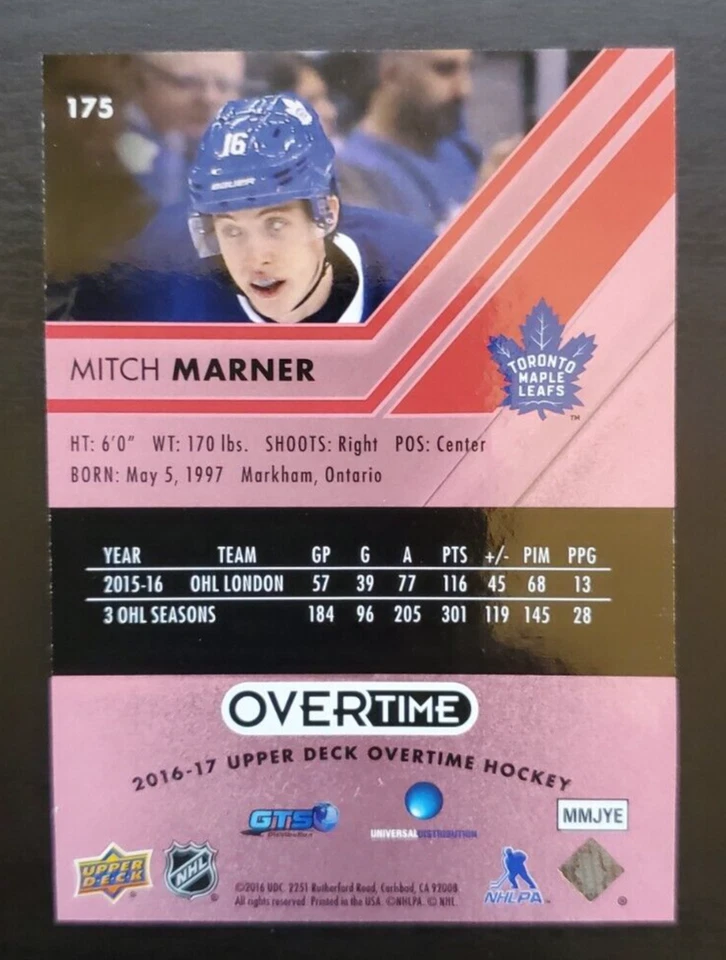 175
16
BAUER
MITCH MARNER
TORONTO
MAPLE
LEAFS
TM
HT: 6'0" WT: 170 lbs. SHOOTS: Right POS: Center
BORN: May 5, 1997 Markham, Ontario
YEAR TEAM GP G A PTS +/- PIM PPG
2015-16 OHL LONDON 57 39 77 116 45 68 13
3 OHL SEASONS 184 96 205 301 119 145 28
OVERTIME
2016-17 UPPER DECK OVERTIME HOCKEY
GTS
UNIVERSAL DISTRIBUTION
MMJYE
UPPER
DECK
NHL
©2016 UDC. 2251 Rutherford Road, Carlsbad, CA 92008.
All rights reserved. Printed in the USA. ©NHLPA. © NHL.
NHLPA
®